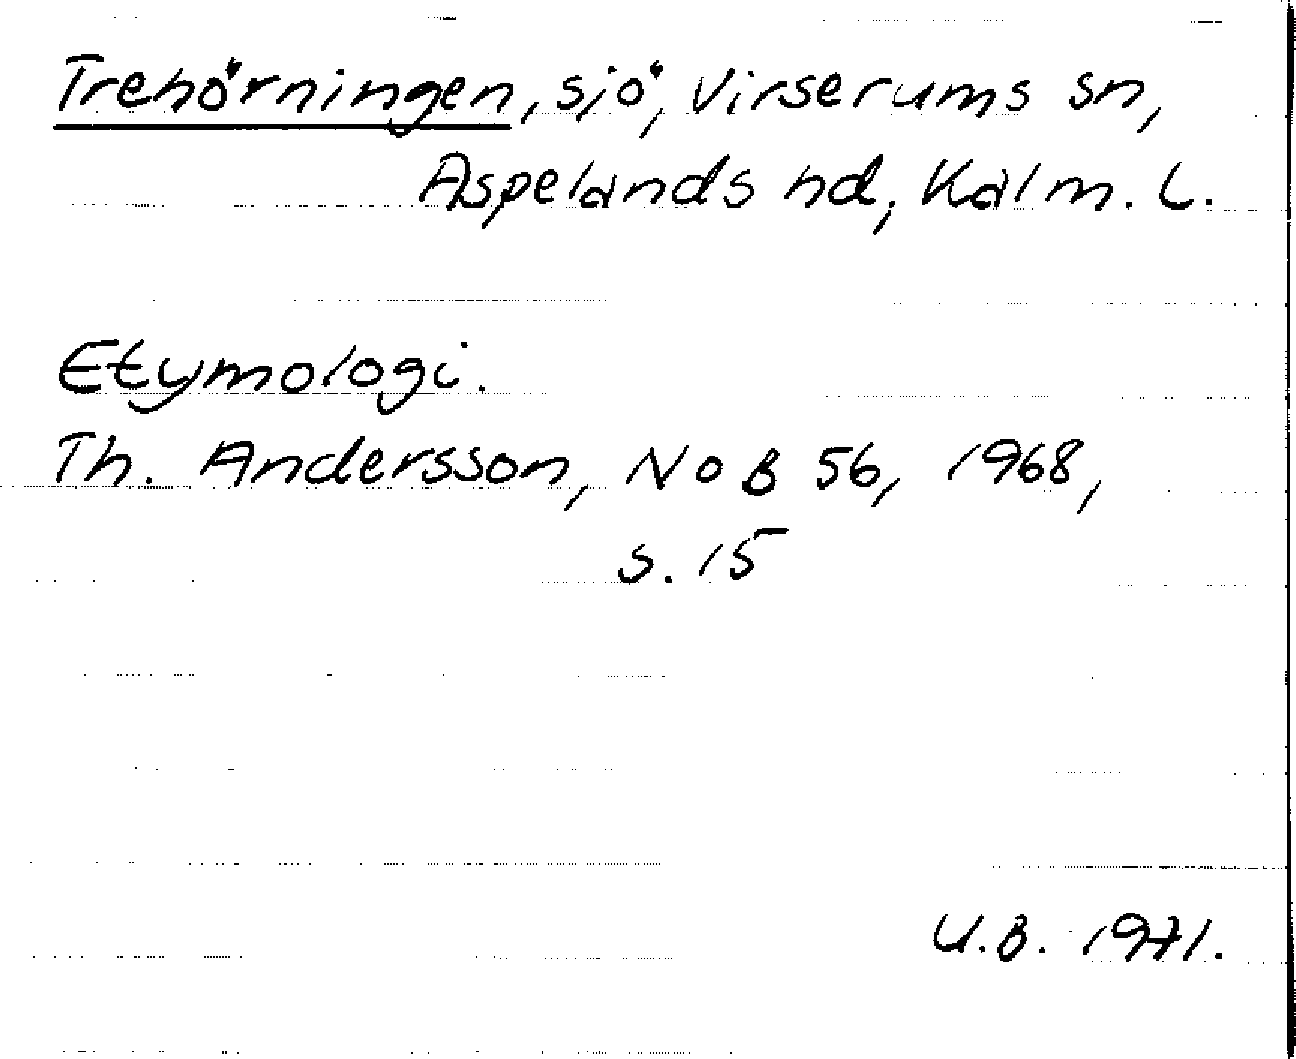 Trehörningen, sjö, Virserums sn,
Aspelands hd, Kalm. L.
Etymologi.
Th. Andersson, NoB 56, 1968,
s. 15
U.B. 1971.